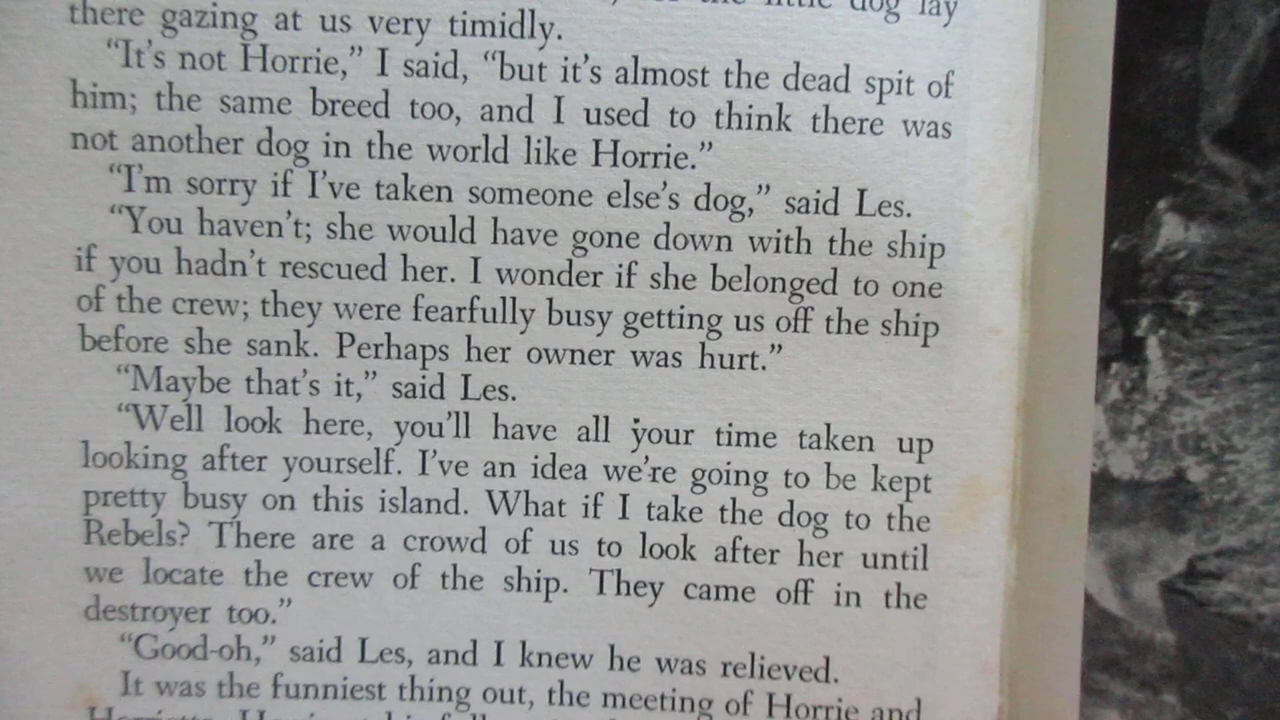 little dog lay
there gazing at us very timidly.
“It's not Horrie,” I said, “but it's almost the dead spit of
him; the same breed too, and I used to think there was
not another dog in the world like Horrie.”
“I'm sorry if I've taken someone else's dog,” said Les.
“You haven't; she would have gone down with the ship
if you hadn't rescued her. I wonder if she belonged to one
of the crew; they were fearfully busy getting us off the ship
before she sank. Perhaps her owner was hurt.”
“Maybe that's it,” said Les.
“Well look here, you'll have all your time taken up
looking after yourself. I've an idea we're going to be kept
pretty busy on this island. What if I take the dog to the
Rebels? There are a crowd of us to look after her until
we locate the crew of the ship. They came off in the
destroyer too.”
“Good-oh,” said Les, and I knew he was relieved.
It was the funniest thing out, the meeting of Horrie and